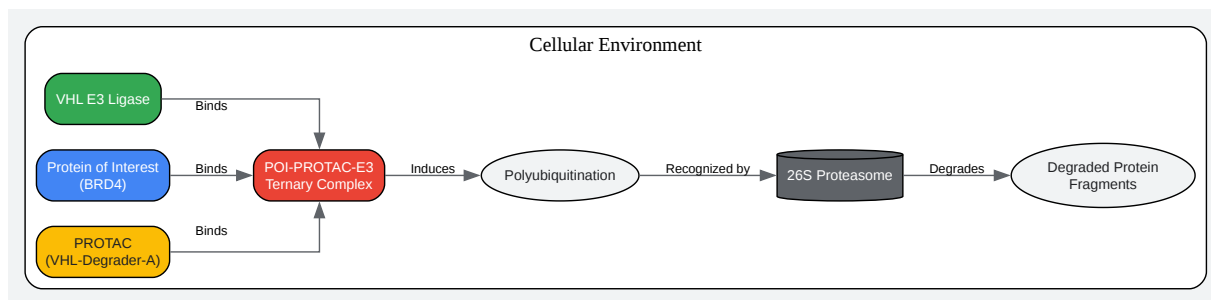 Cellular Environment
VHL E3 Ligase
Binds
Protein of Interest
(BRD4)
Binds
POI-PROTAC-E3
Ternary Complex
Induces
Polyubiquitination
Recognized by
26S Proteasome
Degrades
Degraded Protein
Fragments
PROTAC
(VHL-Degrader-A)
Binds